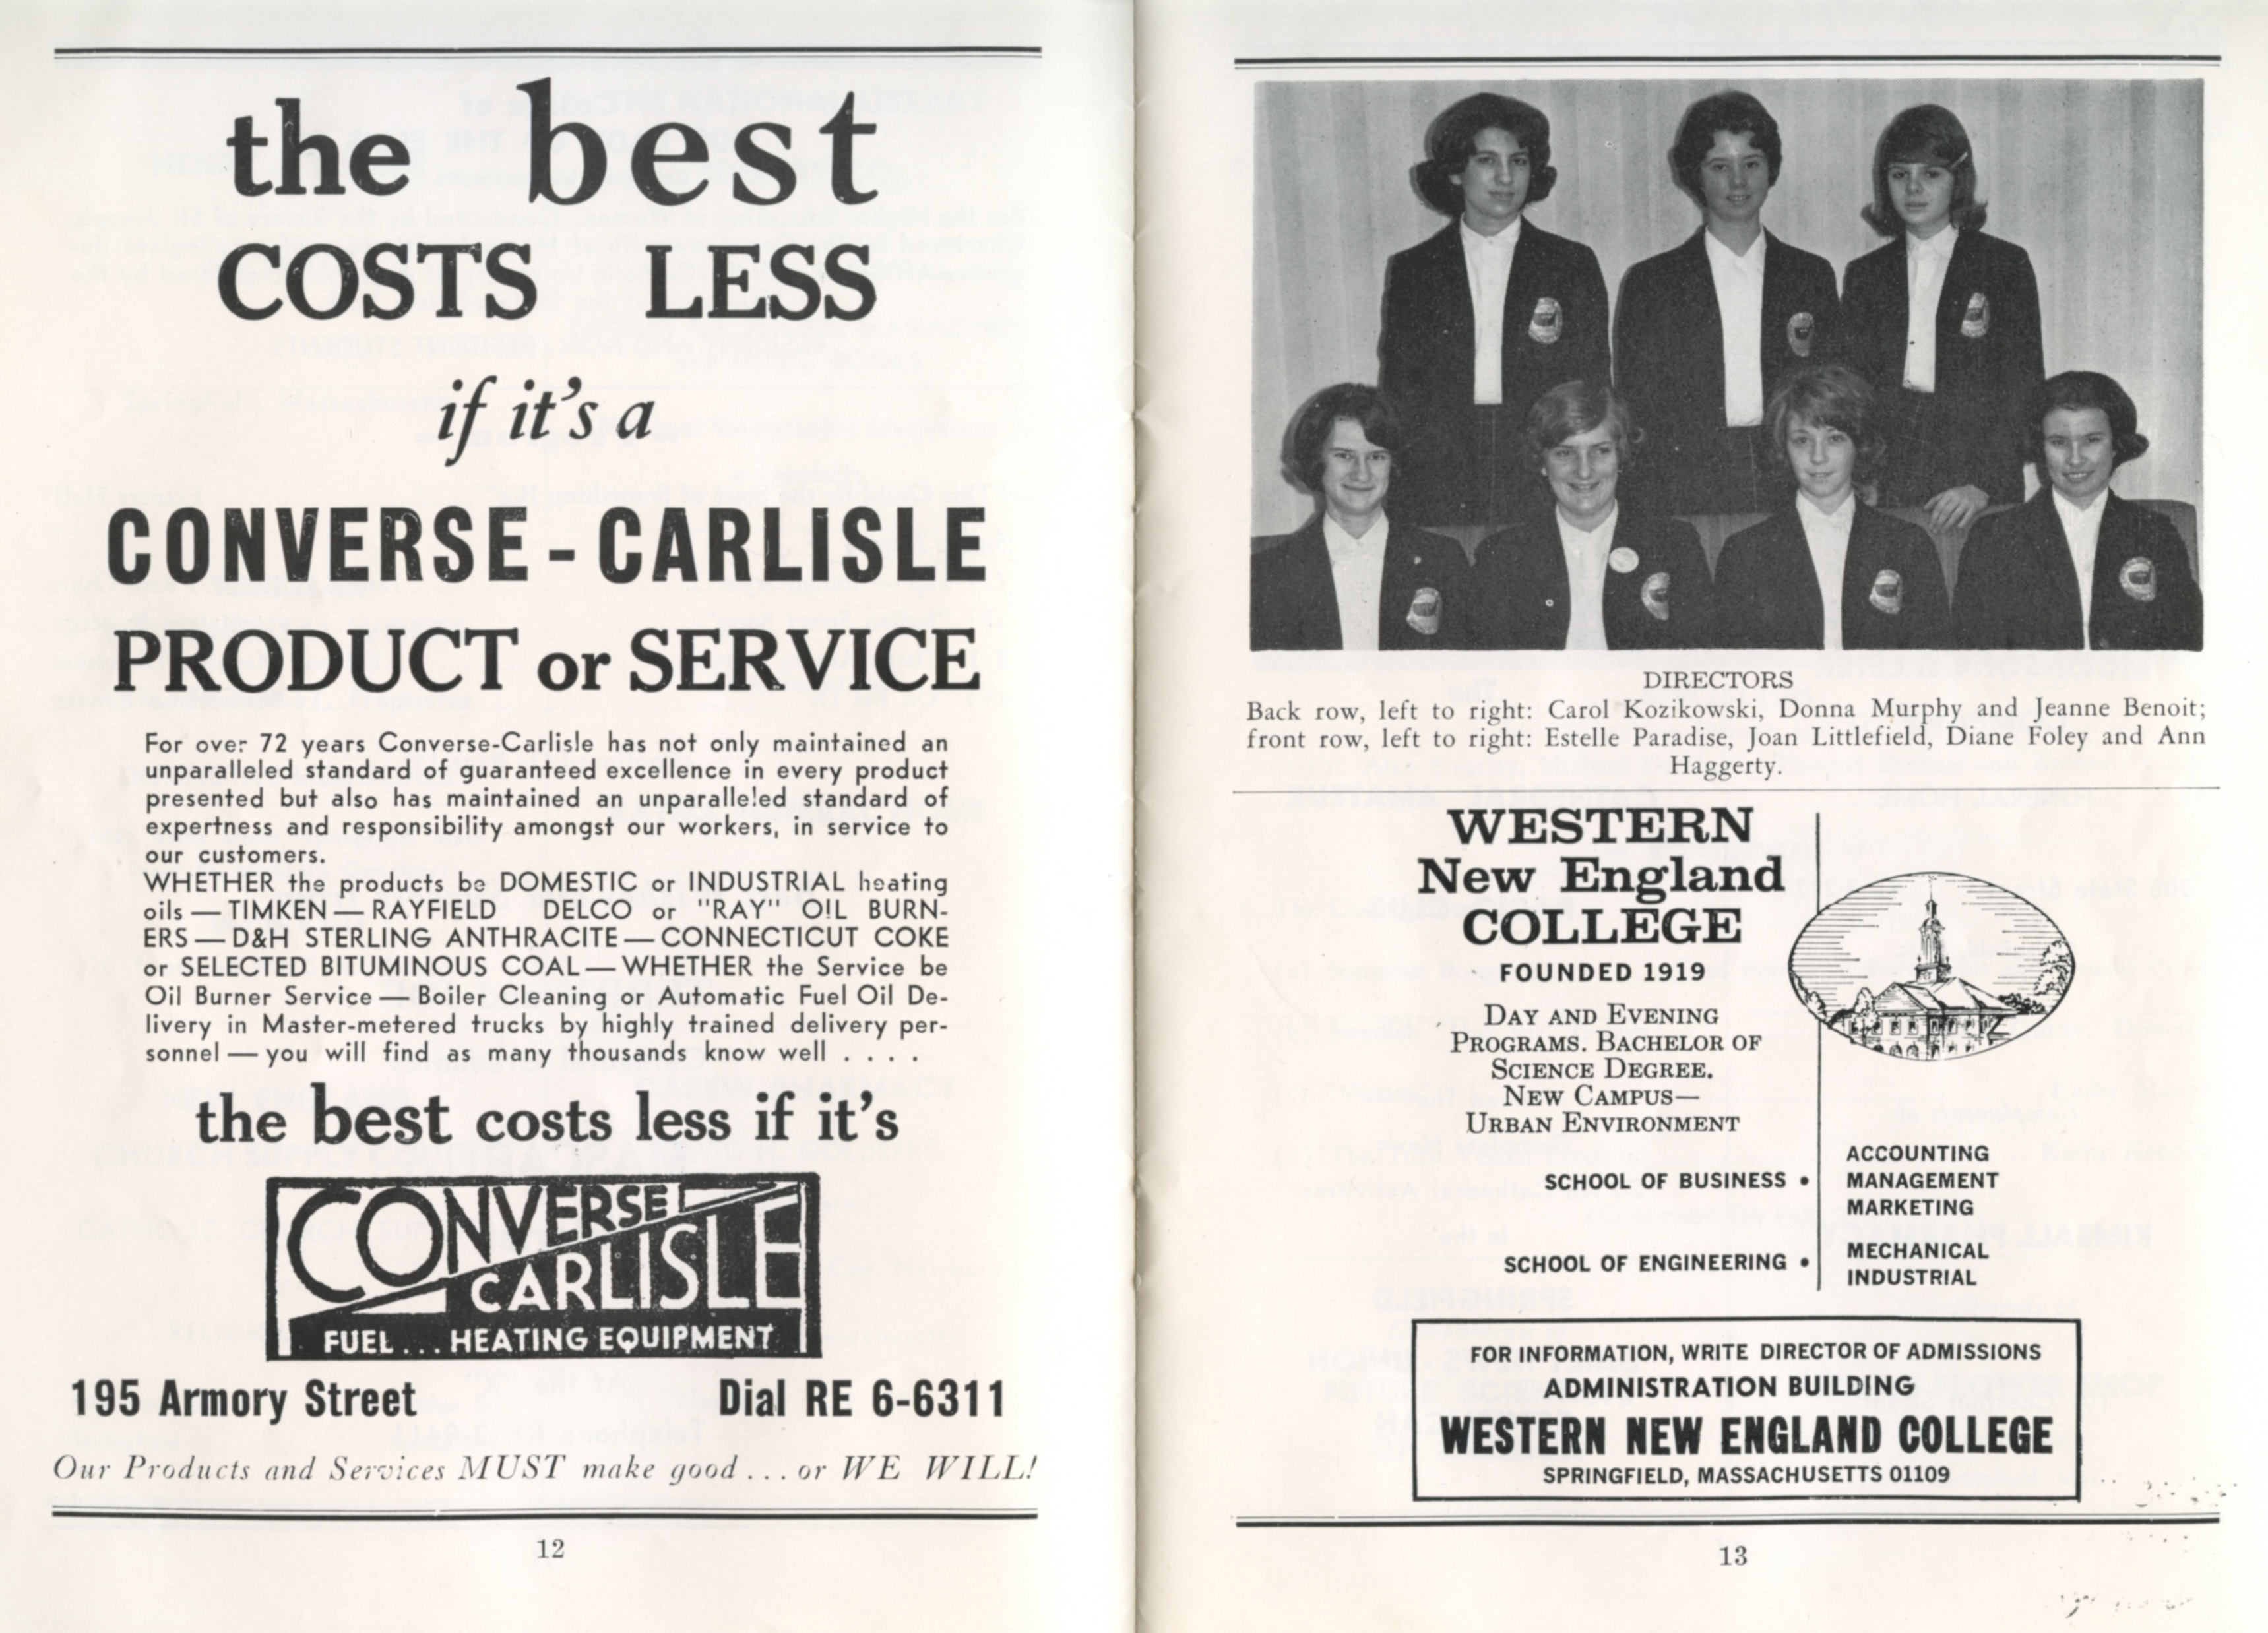 the best
COSTS LESS
if it's a
CONVERSE - CARLISLE
PRODUCT or SERVICE
For over 72 years Converse-Carlisle has not only maintained an
unparalleled standard of guaranteed excellence in every product
presented but also has maintained an unparalleled standard of
expertness and responsibility amongst our workers, in service to
our customers.
WHETHER the products be DOMESTIC or INDUSTRIAL heating
oils — TIMKEN — RAYFIELD DELCO or "RAY" OIL BURN-
ERS — D&H STERLING ANTHRACITE — CONNECTICUT COKE
or SELECTED BITUMINOUS COAL — WHETHER the Service be
Oil Burner Service — Boiler Cleaning or Automatic Fuel Oil De-
livery in Master-metered trucks by highly trained delivery per-
sonnel — you will find as many thousands know well . . . .
the best costs less if it's
CONVERSE
CARLISLE
FUEL . . . HEATING EQUIPMENT
195 Armory Street Dial RE 6-6311
Our Products and Services MUST make good . . . or WE WILL!
12
DIRECTORS
Back row, left to right: Carol Kozikowski, Donna Murphy and Jeanne Benoit;
front row, left to right: Estelle Paradise, Joan Littlefield, Diane Foley and Ann
Haggerty.
WESTERN
New England
COLLEGE
FOUNDED 1919
DAY AND EVENING
PROGRAMS. BACHELOR OF
SCIENCE DEGREE.
NEW CAMPUS—
URBAN ENVIRONMENT
SCHOOL OF BUSINESS •
ACCOUNTING
MANAGEMENT
MARKETING
SCHOOL OF ENGINEERING •
MECHANICAL
INDUSTRIAL
FOR INFORMATION, WRITE DIRECTOR OF ADMISSIONS
ADMINISTRATION BUILDING
WESTERN NEW ENGLAND COLLEGE
SPRINGFIELD, MASSACHUSETTS 01109
13